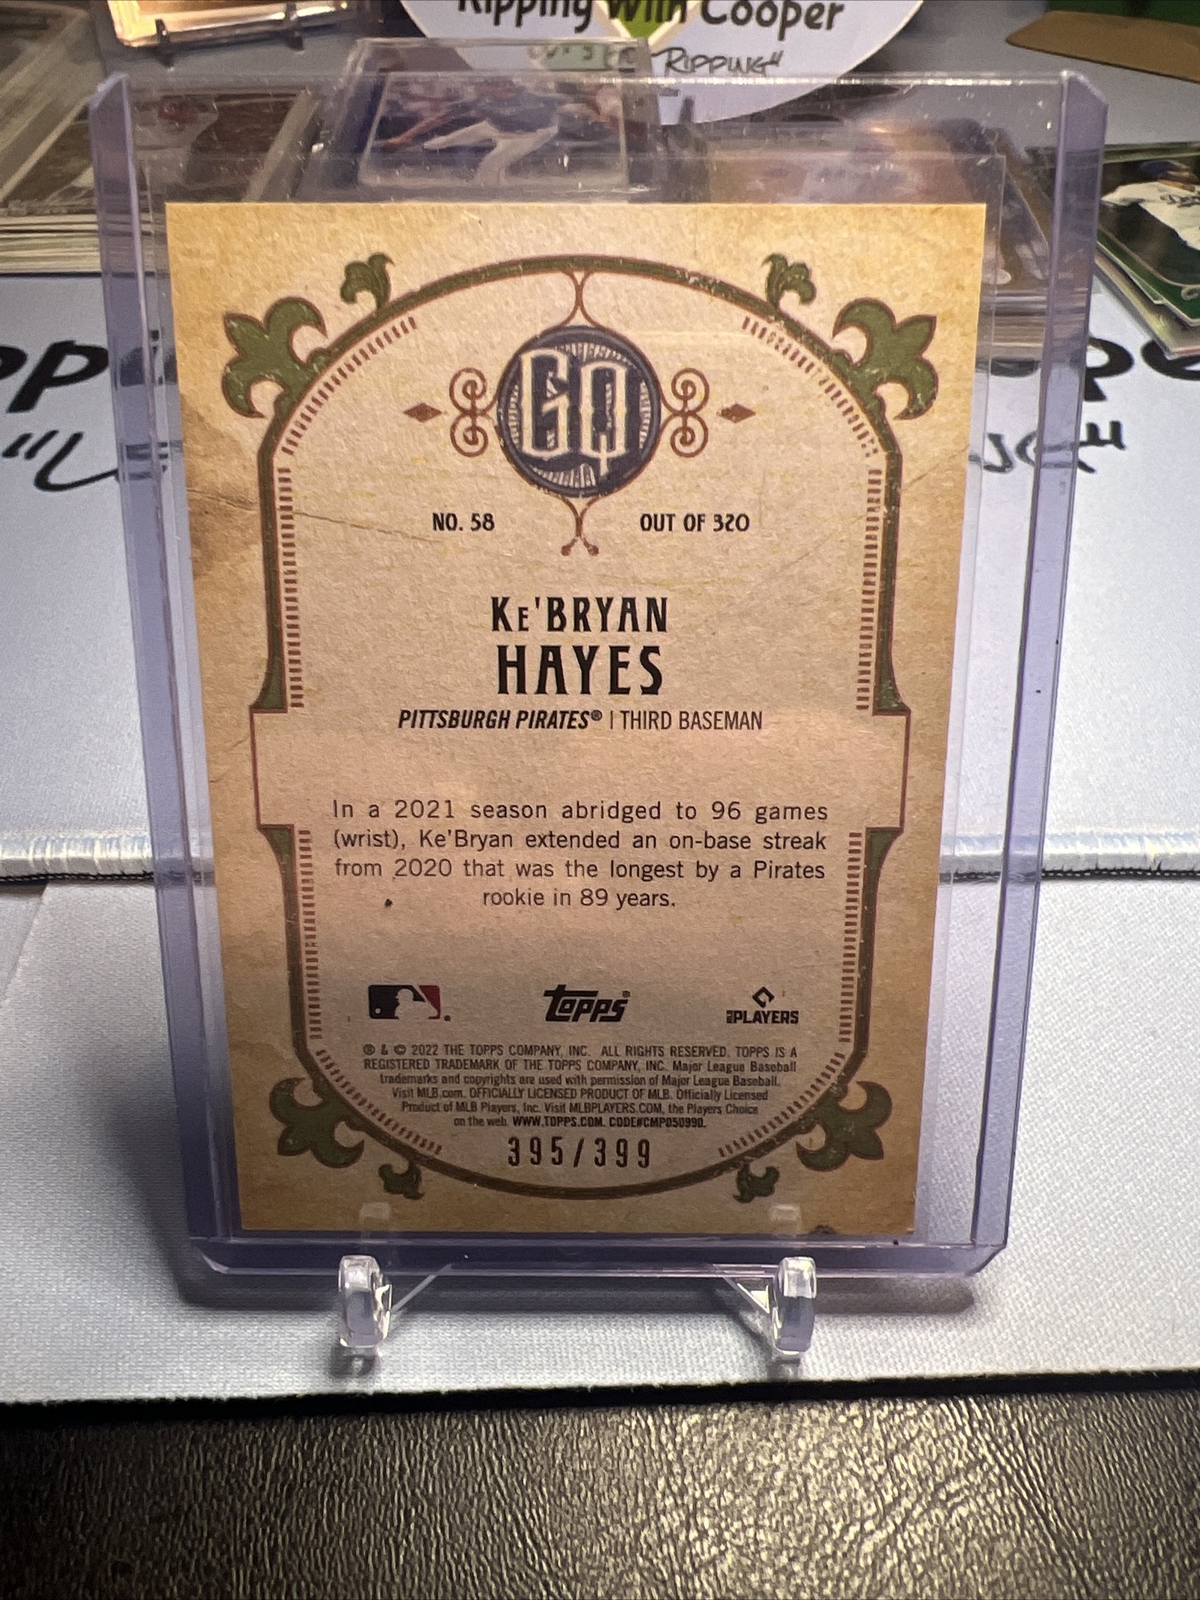 Ripping With Cooper
RIPPING"
GQ
NO. 58
OUT OF 320
KE'BRYAN
HAYES
PITTSBURGH PIRATES® | THIRD BASEMAN
In a 2021 season abridged to 96 games
(wrist), Ke'Bryan extended an on-base streak
from 2020 that was the longest by a Pirates
rookie in 89 years.
topps®
PLAYERS
® & © 2022 THE TOPPS COMPANY, INC. ALL RIGHTS RESERVED. TOPPS IS A
REGISTERED TRADEMARK OF THE TOPPS COMPANY, INC. Major League Baseball
trademarks and copyrights are used with permission of Major League Baseball.
Visit MLB.com. OFFICIALLY LICENSED PRODUCT OF MLB. Officially Licensed
Product of MLB Players, Inc. Visit MLBPLAYERS.COM, the Players Choice
on the web. WWW.TOPPS.COM. CODE#CMP050990.
395/399